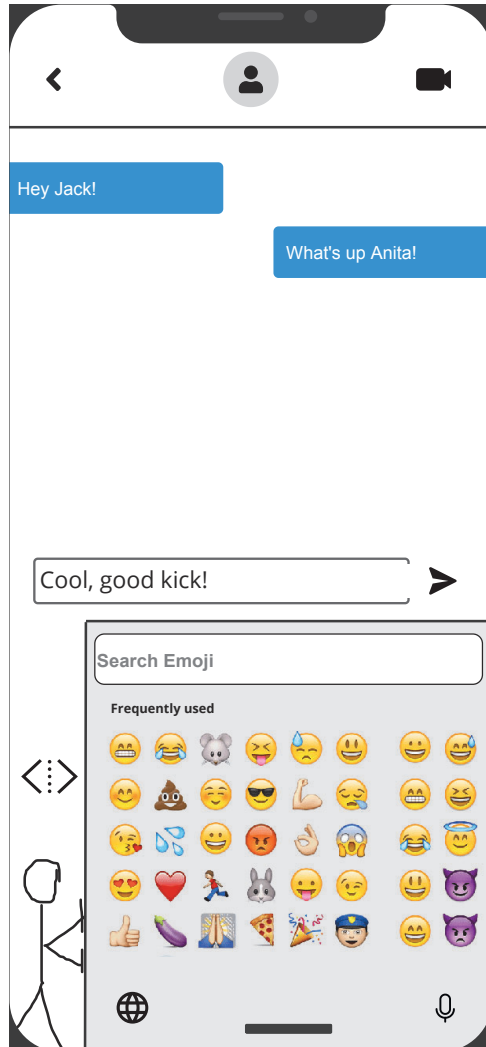 Hey Jack!
What's up Anita!
Cool, good kick!
Search Emoji
Frequently used